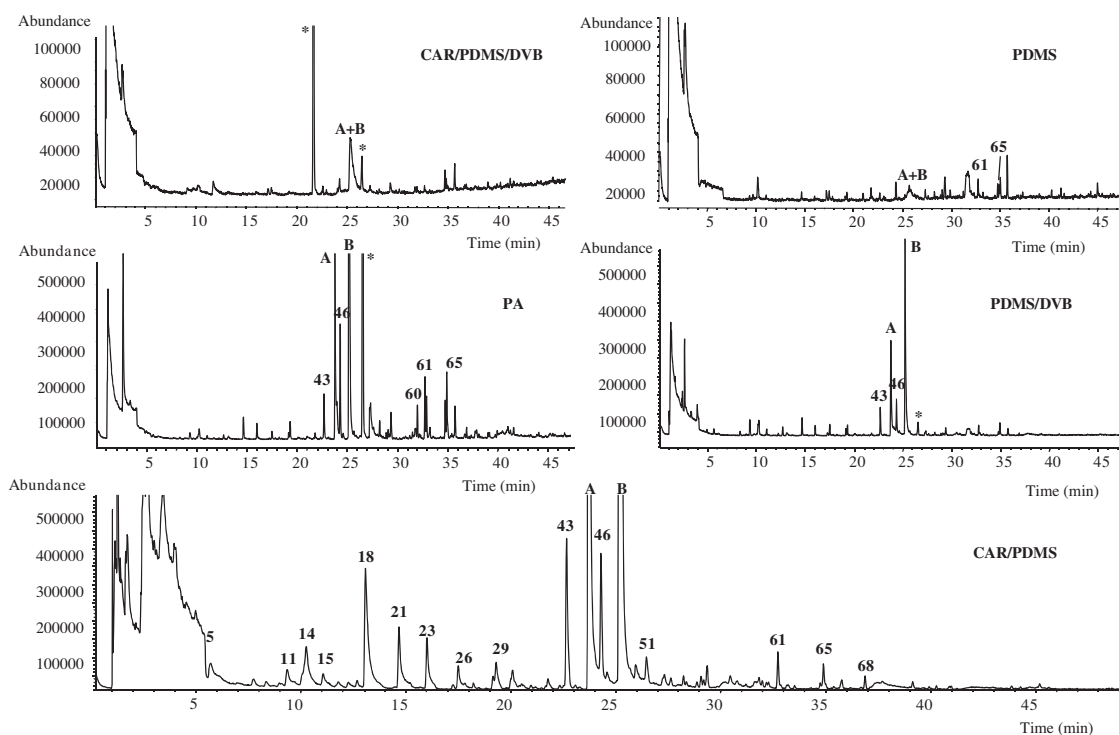 Abundance
100000
80000
60000
40000
20000
*
CAR/PDMS/DVB
A+B
*
5 10 15 20 25 30 35 40 45
Time (min)
Abundance
100000
80000
60000
40000
20000
PDMS
A+B
61
65
5 10 15 20 25 30 35 40 45
Time (min)
Abundance
500000
400000
300000
200000
100000
43
A
46
B
*
PA
60
61
65
5 10 15 20 25 30 35 40 45
Time (min)
Abundance
500000
400000
300000
200000
100000
43
A
46
B
*
PDMS/DVB
5 10 15 20 25 30 35 40 45
Time (min)
Abundance
500000
400000
300000
200000
100000
5
11
14
15
18
21
23
26
29
43
A
46
B
51
61
65
68
CAR/PDMS
5 10 15 20 25 30 35 40 45
Time (min)